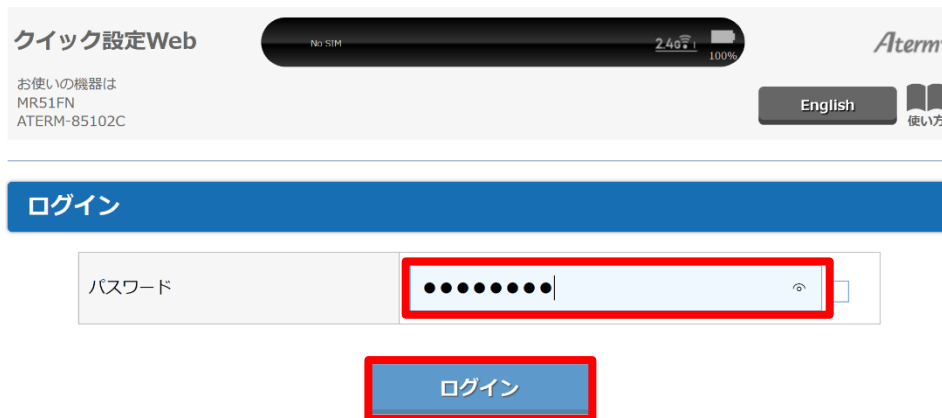 クイック設定Web
No SIM
2.4G
100%
Aterm
お使いの機器は
MR51FN
ATERM-85102C
English
使い方
ログイン
パスワード
●●●●●●●●
ログイン